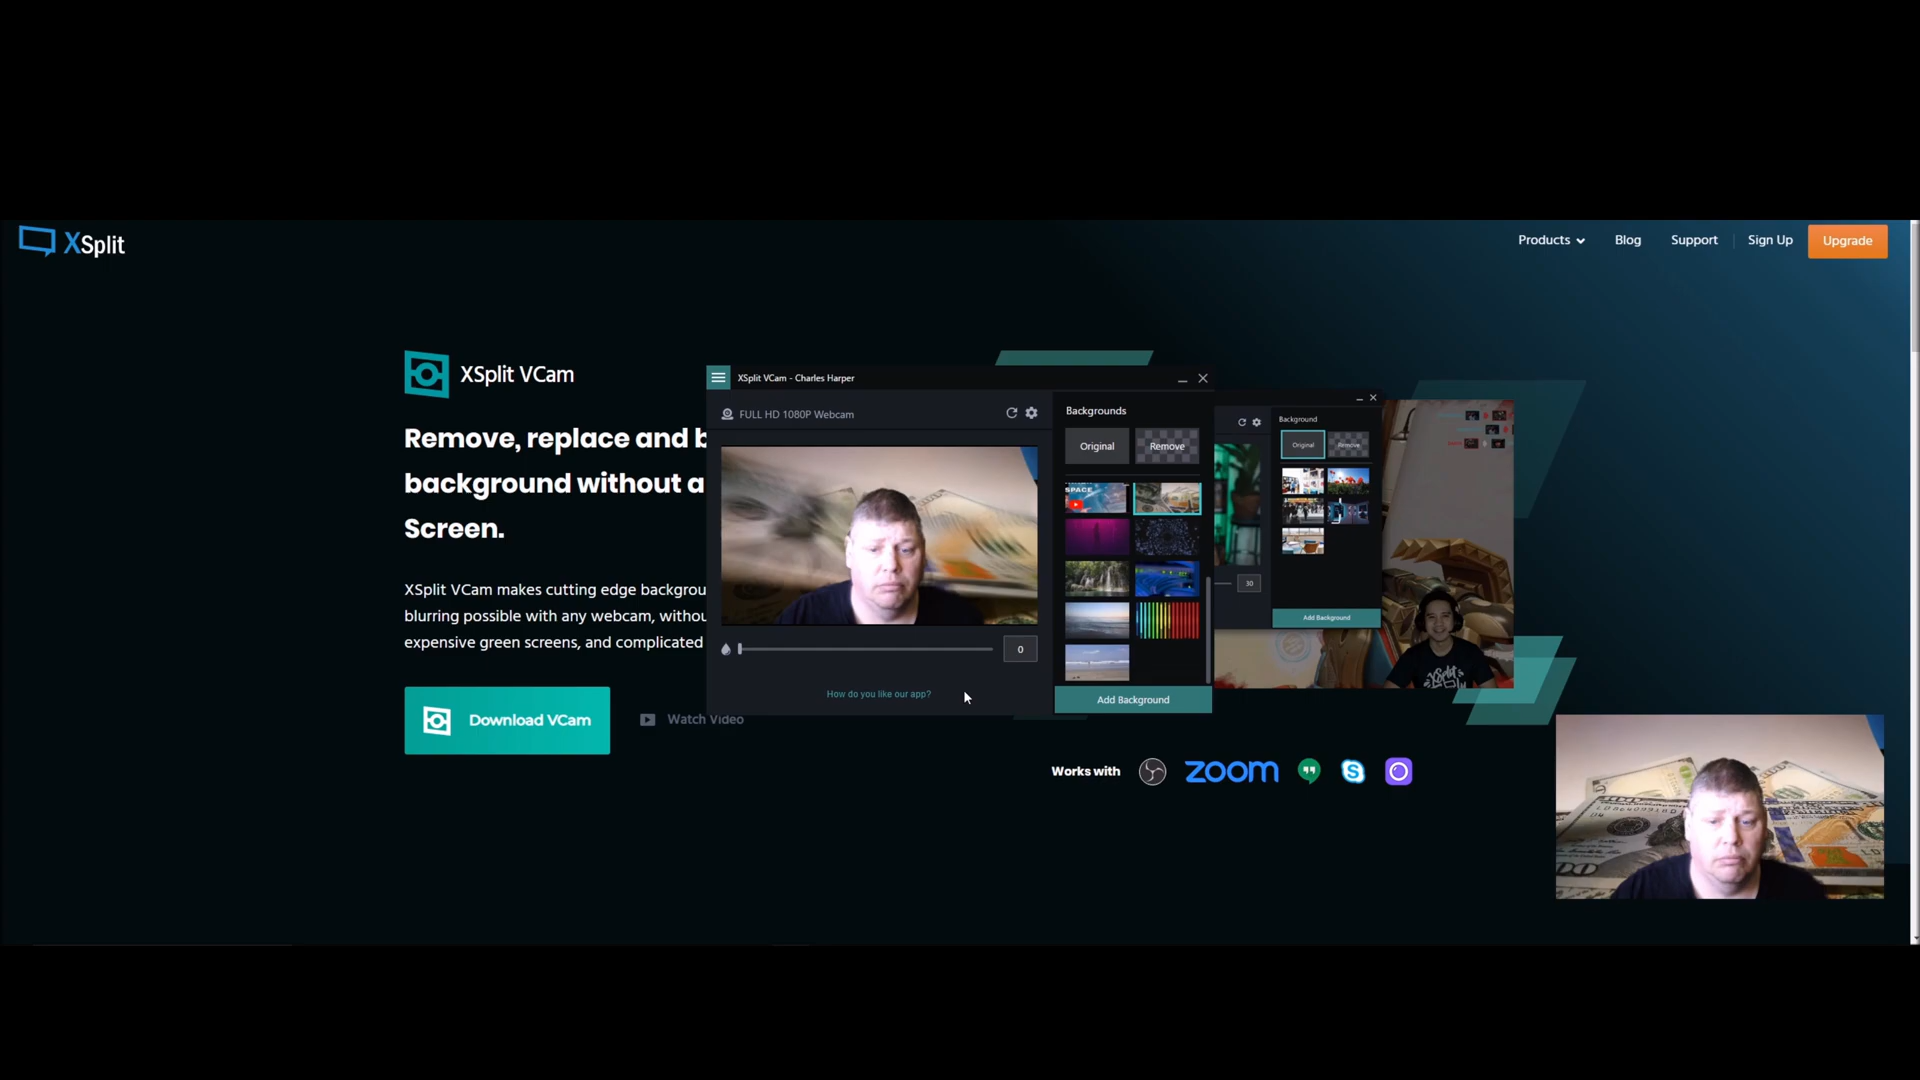 XSplit
Products
Blog
Support
Sign Up
Upgrade
XSplit VCam
Remove, replace and b
background without a
Screen.
XSplit VCam makes cutting edge backgrou
blurring possible with any webcam, withou
expensive green screens, and complicated
Download VCam
Watch Video
XSplit VCam - Charles Harper
FULL HD 1080P Webcam
0
How do you like our app?
Backgrounds
Original
Remove
SPACE
Add Background
Background
Original
Remove
30
Add Background
XSplit
Works with
zoom
100